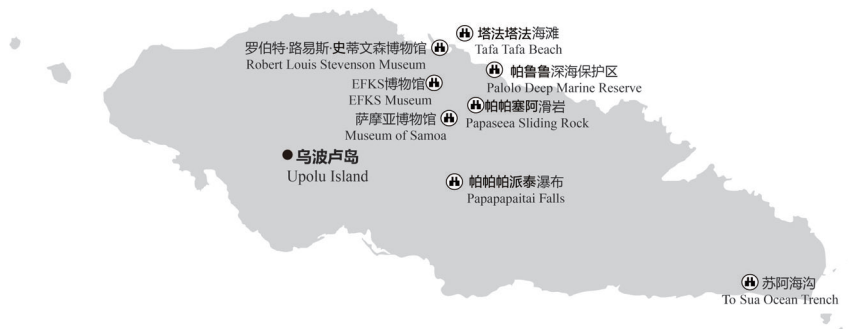 塔法塔法海滩
Tafa Tafa Beach
罗伯特·路易斯·史蒂文森博物馆
Robert Louis Stevenson Museum
帕鲁鲁深海保护区
Palolo Deep Marine Reserve
EFKS博物馆
EFKS Museum
帕帕塞阿滑岩
Papaseea Sliding Rock
萨摩亚博物馆
Museum of Samoa
乌波卢岛
Upolu Island
帕帕帕派泰瀑布
Papapapaitai Falls
苏阿海沟
To Sua Ocean Trench